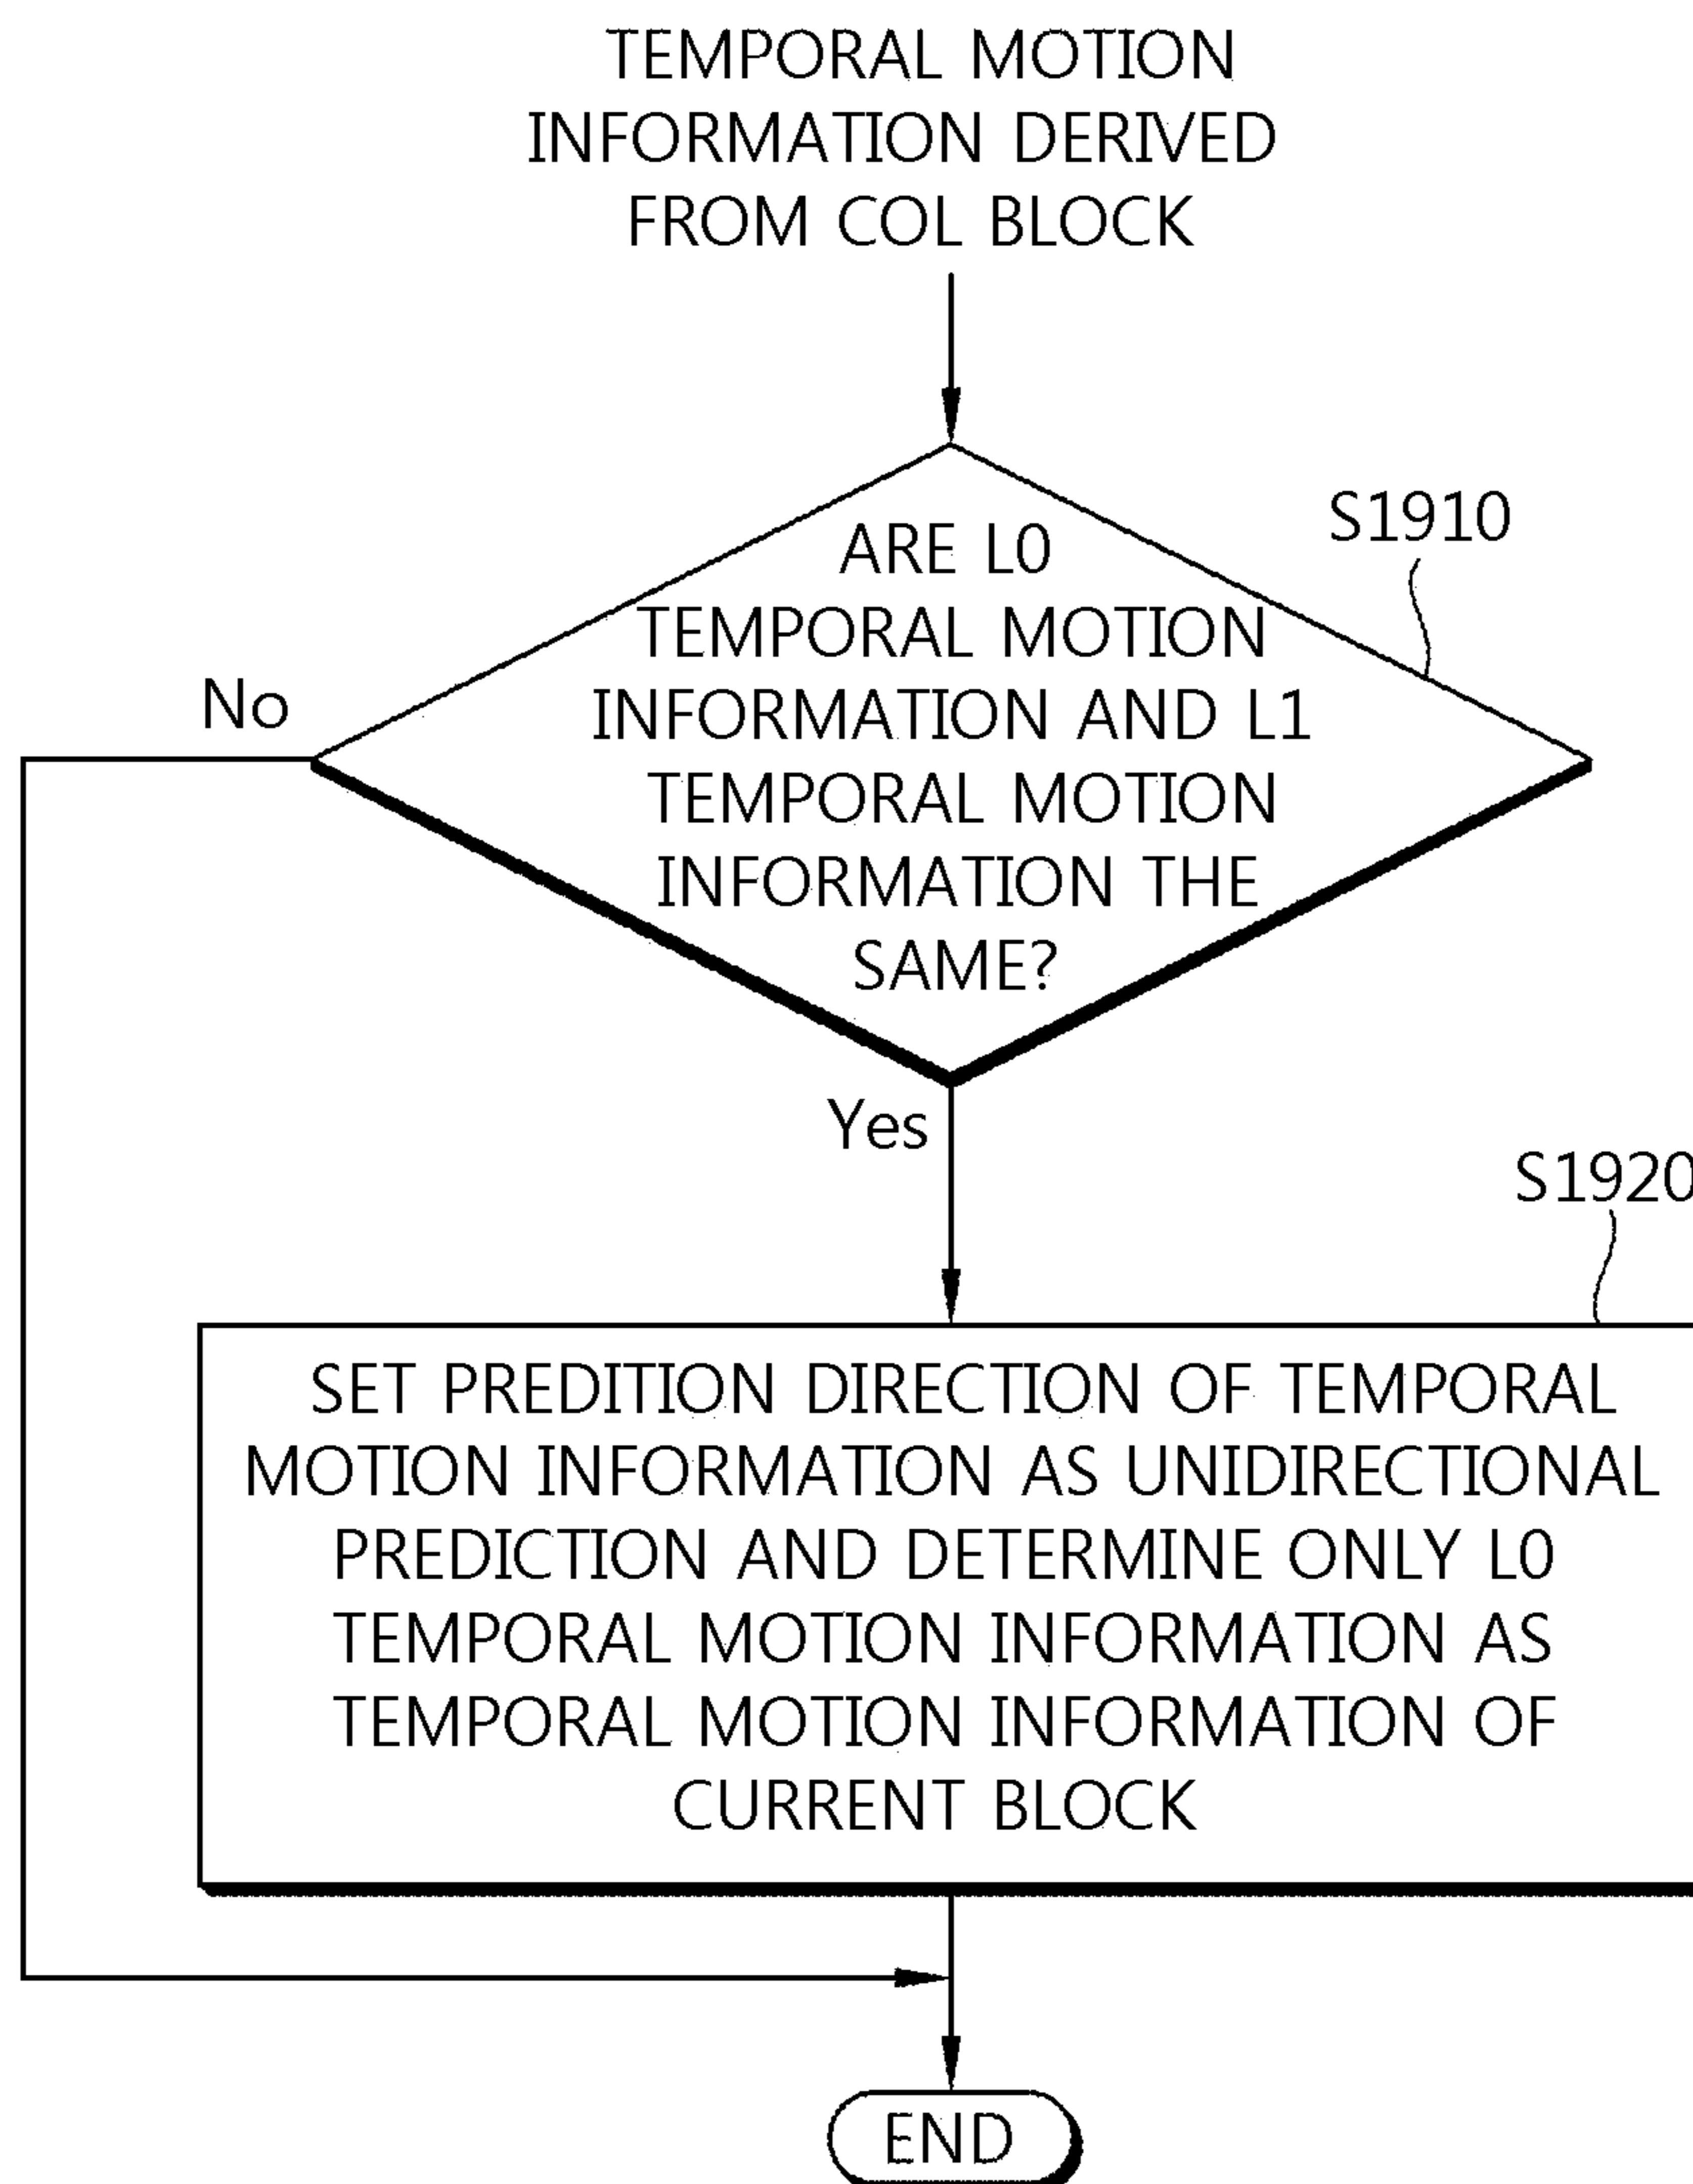 TEMPORAL MOTION
INFORMATION DERIVED
FROM COL BLOCK
S1910
ARE L0
TEMPORAL MOTION
INFORMATION AND L1
TEMPORAL MOTION
INFORMATION THE
SAME?
No
Yes
S1920
SET PREDITION DIRECTION OF TEMPORAL
MOTION INFORMATION AS UNIDIRECTIONAL
PREDICTION AND DETERMINE ONLY L0
TEMPORAL MOTION INFORMATION AS
TEMPORAL MOTION INFORMATION OF
CURRENT BLOCK
END